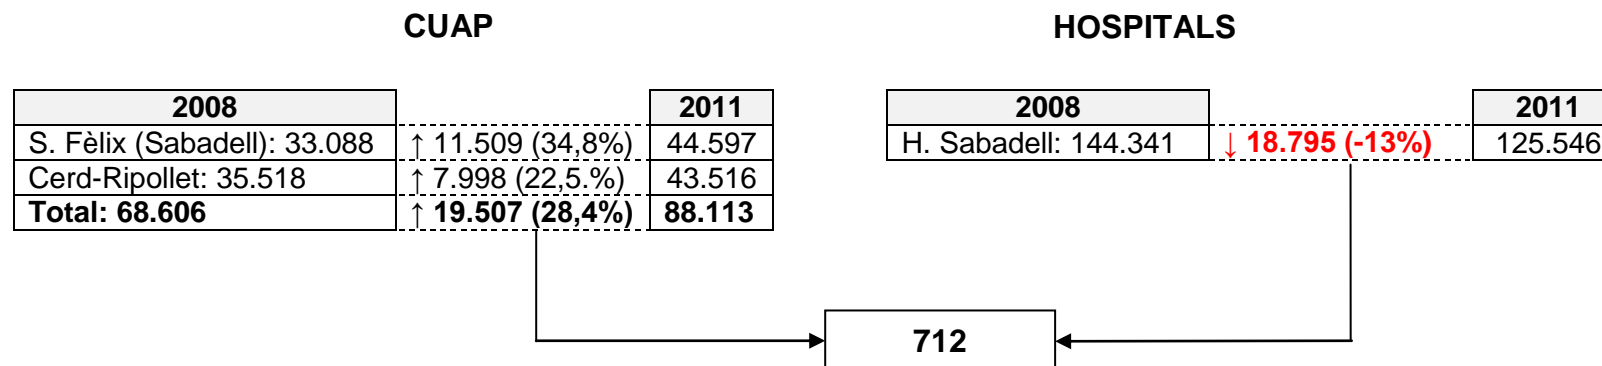 CUAP HOSPITALS
2008 2011 2008 2011
S. Fèlix (Sabadell): 33.088 ↑ 11.509 (34,8%) 44.597 H. Sabadell: 144.341 ↓ 18.795 (-13%) 125.546
Cerd-Ripollet: 35.518 ↑ 7.998 (22,5.%) 43.516
Total: 68.606 ↑ 19.507 (28,4%) 88.113
712